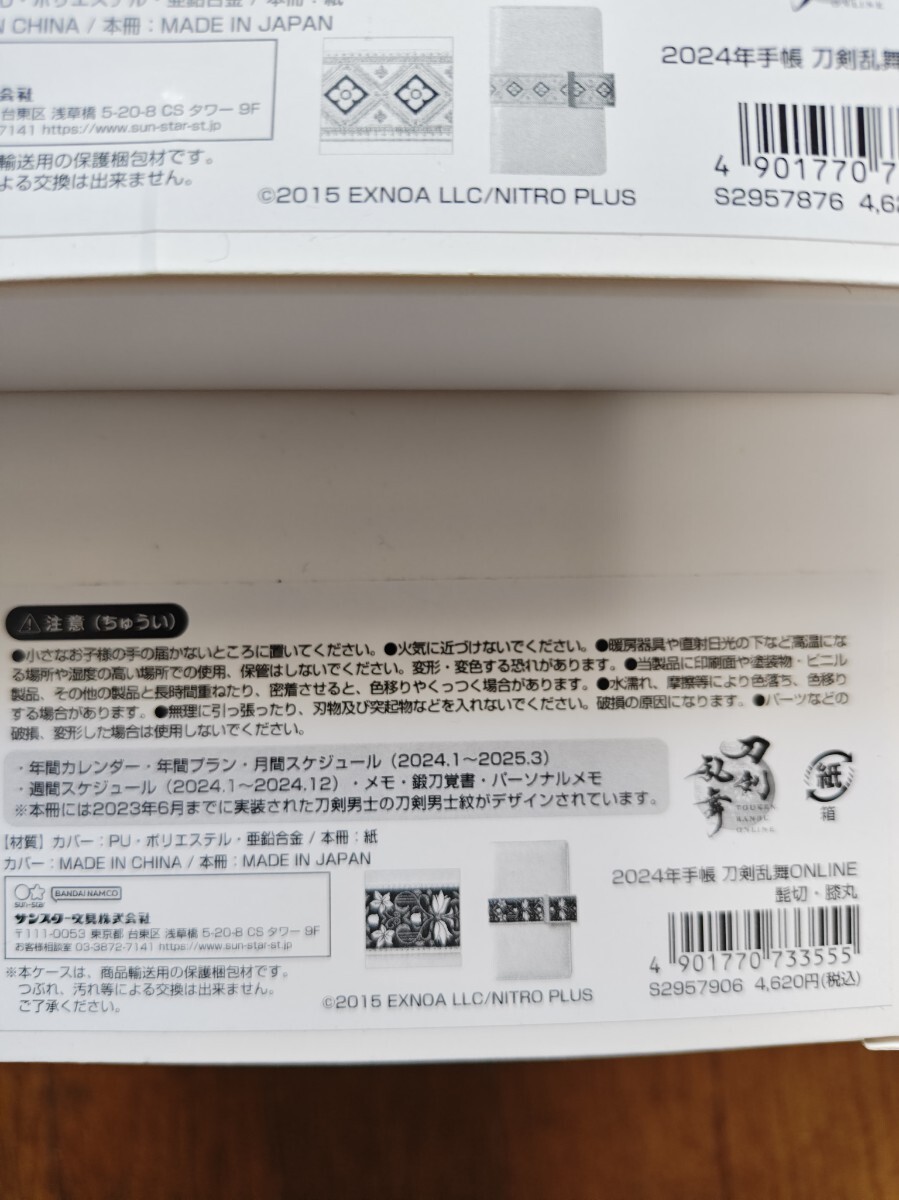 PU・ポリエステル・亜鉛合金 / 本冊：紙
N CHINA / 本冊：MADE IN JAPAN
会社
台東区 浅草橋 5-20-8 CS タワー 9F
7141 https://www.sun-star-st.jp
輸送用の保護梱包材です。
よる交換は出来ません。
©2015 EXNOA LLC/NITRO PLUS
ONLINE
2024年手帳 刀剣乱舞
4 901770 7
S2957876 4,62
注意（ちゅうい）
●小さなお子様の手の届かないところに置いてください。●火気に近づけないでください。●暖房器具や直射日光の下など高温にな
る場所や湿度の高い場所での使用、保管はしないでください。変形・変色する恐れがあります。●当製品に印刷面や塗装物・ビニル
製品、その他の製品と長時間重ねたり、密着させると、色移りやくっつく場合があります。●水濡れ、摩擦等により色落ち、色移り
する場合があります。●無理に引っ張ったり、刃物及び突起物などを入れないでください。破損の原因になります。●パーツなどの
破損、変形した場合は使用しないでください。
・年間カレンダー・年間プラン・月間スケジュール（2024.1～2025.3）
・週間スケジュール（2024.1～2024.12）・メモ・鍛刀覚書・パーソナルメモ
※本冊には2023年6月までに実装された刀剣男士の刀剣男士紋がデザインされています。
刀剣乱舞
TOUKEN
RANBU
ONLINE
紙
箱
【材質】カバー：PU・ポリエステル・亜鉛合金 / 本冊：紙
カバー：MADE IN CHINA / 本冊：MADE IN JAPAN
sun-star
BANDAI NAMCO
サンスター文具株式会社
〒111-0053 東京都 台東区 浅草橋 5-20-8 CS タワー 9F
お客様相談室 03-3872-7141 https://www.sun-star-st.jp
※本ケースは、商品輸送用の保護梱包材です。
つぶれ、汚れ等による交換は出来ません。
ご了承ください。
©2015 EXNOA LLC/NITRO PLUS
2024年手帳 刀剣乱舞ONLINE
髭切・膝丸
4 901770 733555
S2957906 4,620円(税込)